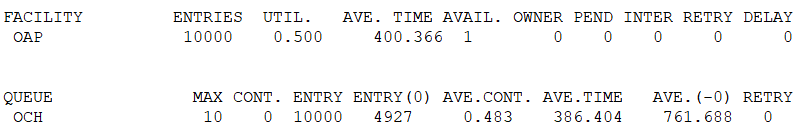 FACILITY ENTRIES UTIL. AVE. TIME AVAIL. OWNER PEND INTER RETRY DELAY
OAP 10000 0.500 400.366 1 0 0 0 0 0
QUEUE MAX CONT. ENTRY ENTRY(0) AVE.CONT. AVE.TIME AVE.(-0) RETRY
OCH 10 0 10000 4927 0.483 386.404 761.688 0